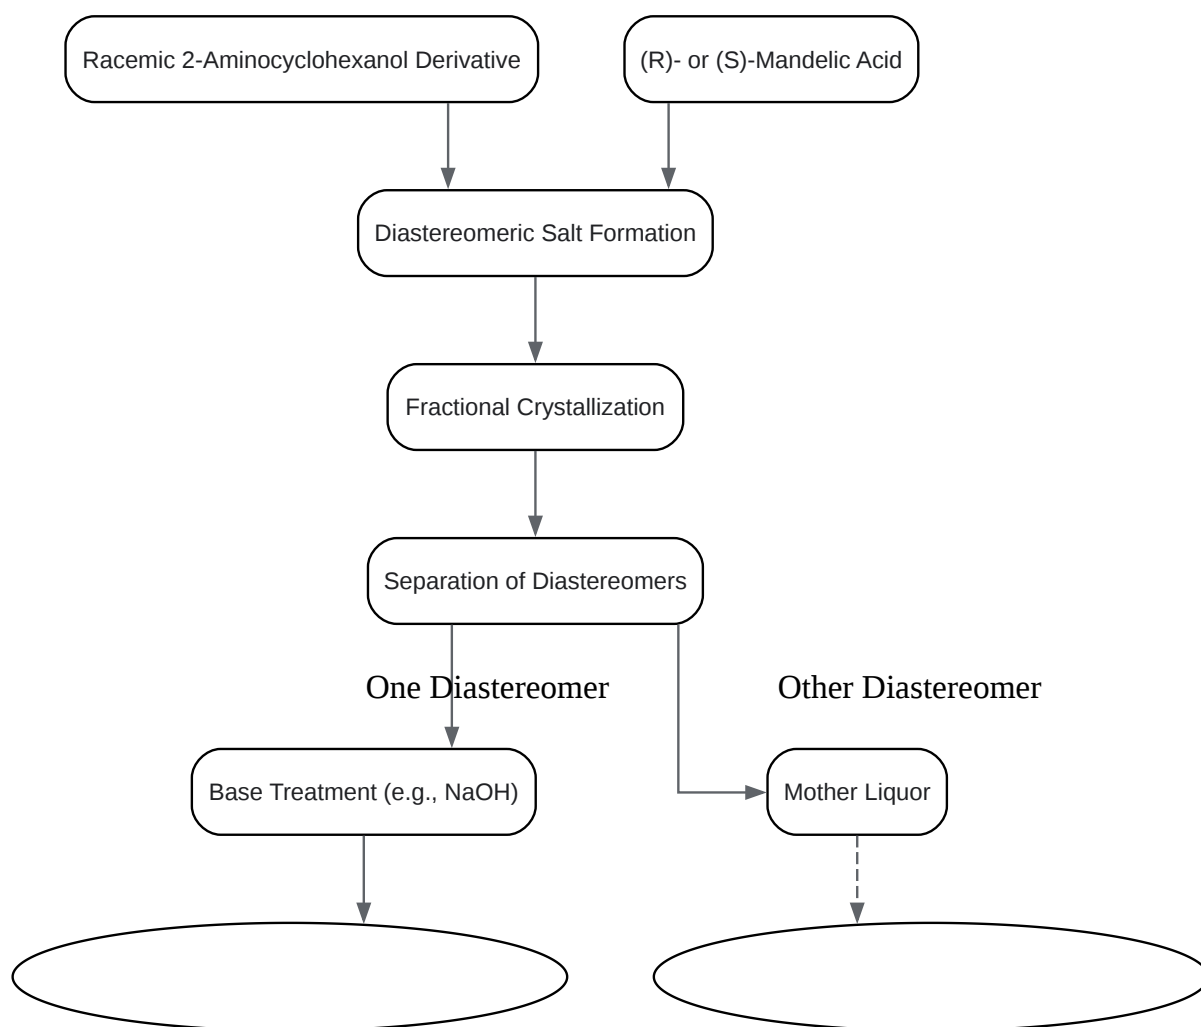 Racemic 2-Aminocyclohexanol Derivative
(R)- or (S)-Mandelic Acid
Diastereomeric Salt Formation
Fractional Crystallization
Separation of Diastereomers
One Diastereomer
Other Diastereomer
Base Treatment (e.g., NaOH)
Mother Liquor